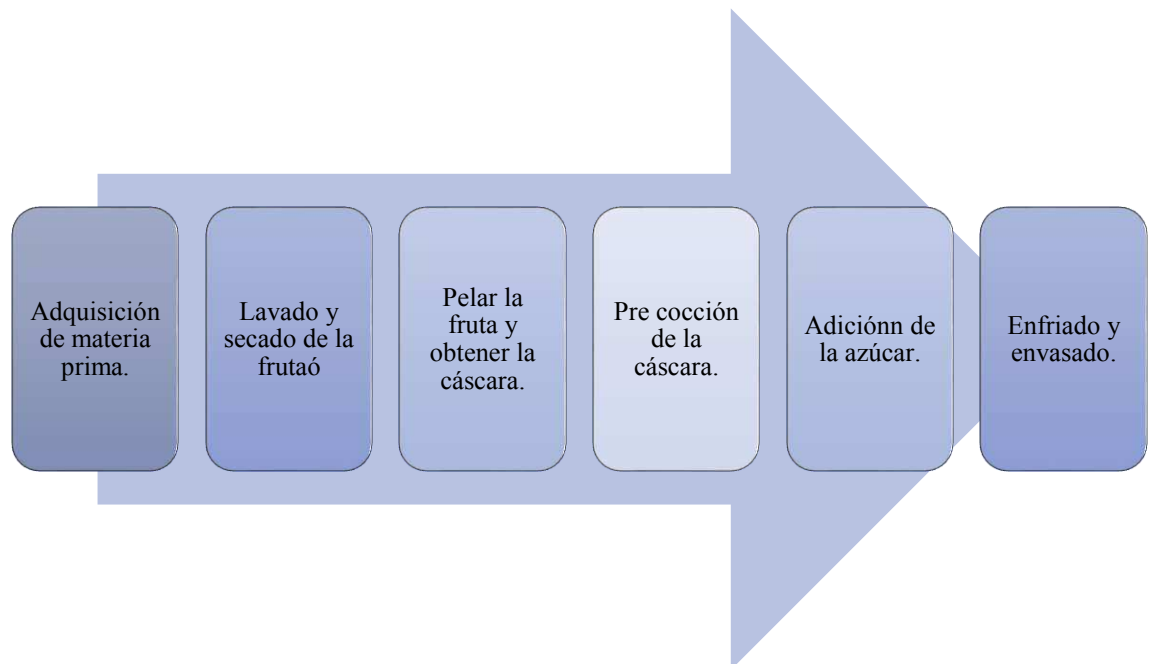 Adquisición
de materia
prima.
Lavado y
secado de la
frutaó
Pelar la
fruta y
obtener la
cáscara.
Pre cocción
de la
cáscara.
Adiciónn de
la azúcar.
Enfriado y
envasado.